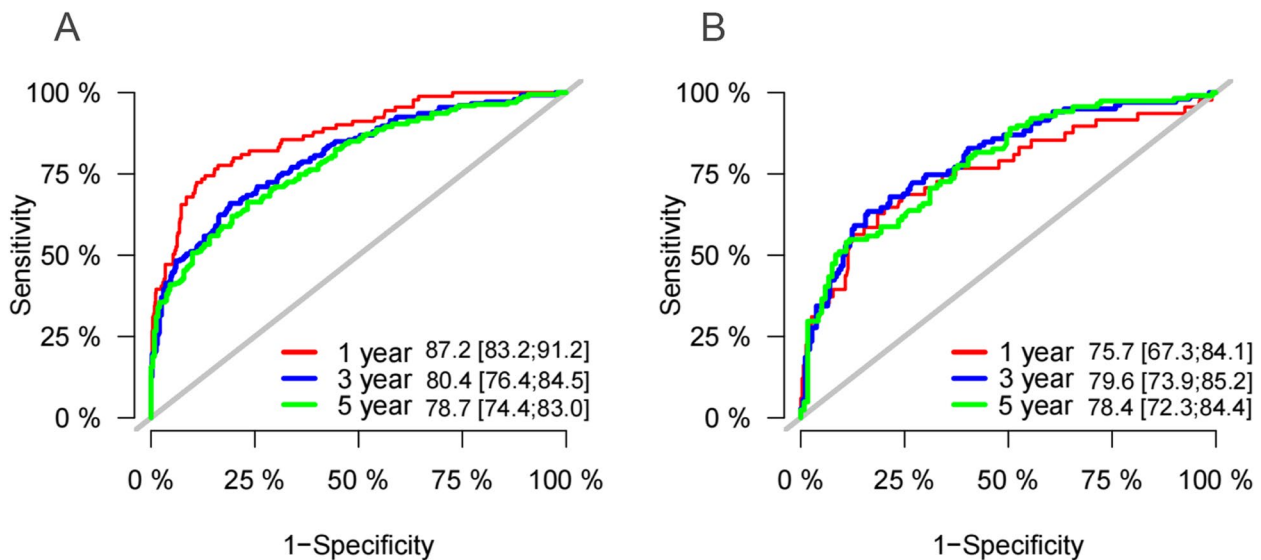 A
Sensitivity
100 %
75 %
50 %
25 %
0 %
1 year 87.2 [83.2;91.2]
3 year 80.4 [76.4;84.5]
5 year 78.7 [74.4;83.0]
0 % 25 % 50 % 75 % 100 %
1−Specificity
B
Sensitivity
100 %
75 %
50 %
25 %
0 %
1 year 75.7 [67.3;84.1]
3 year 79.6 [73.9;85.2]
5 year 78.4 [72.3;84.4]
0 % 25 % 50 % 75 % 100 %
1−Specificity